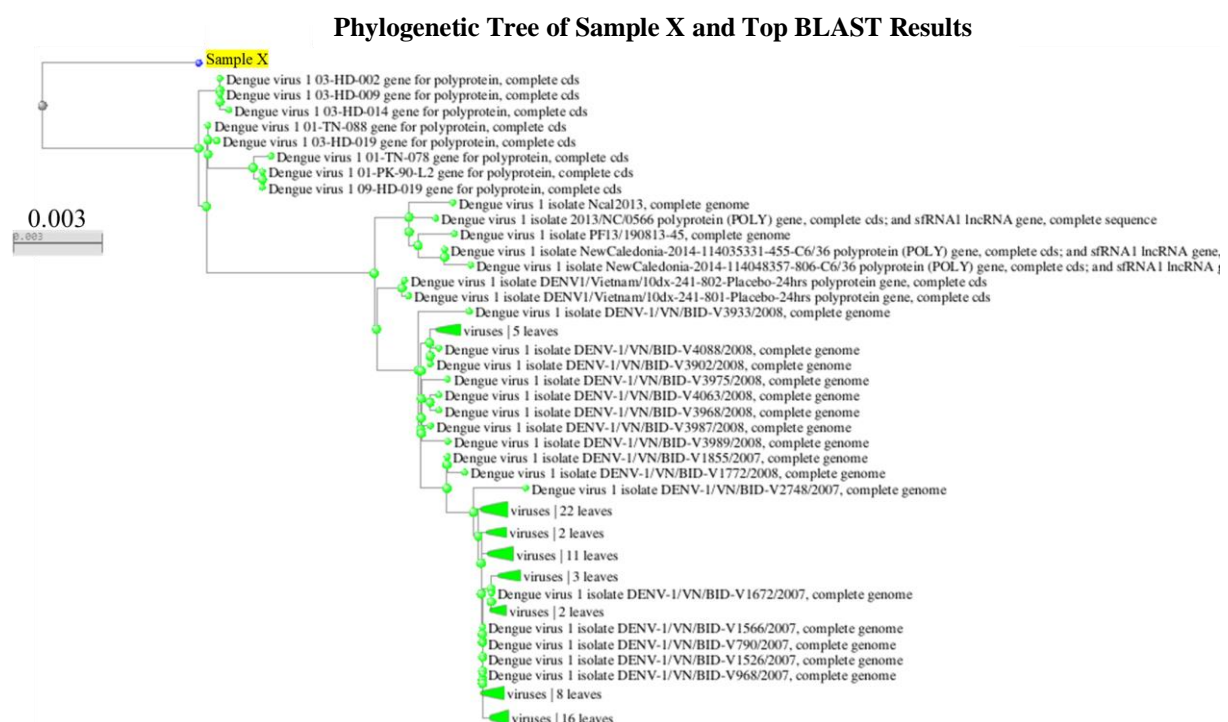 Phylogenetic Tree of Sample X and Top BLAST Results
Sample X
Dengue virus 1 03-HD-002 gene for polyprotein, complete cds
Dengue virus 1 03-HD-009 gene for polyprotein, complete cds
Dengue virus 1 03-HD-014 gene for polyprotein, complete cds
Dengue virus 1 01-TN-088 gene for polyprotein, complete cds
Dengue virus 1 03-HD-019 gene for polyprotein, complete cds
Dengue virus 1 01-TN-078 gene for polyprotein, complete cds
Dengue virus 1 01-PK-90-L2 gene for polyprotein, complete cds
Dengue virus 1 09-HD-019 gene for polyprotein, complete cds
Dengue virus 1 isolate Ncal2013, complete genome
0.003
Dengue virus 1 isolate 2013/NC/0566 polyprotein (POLY) gene, complete cds; and sfRNA1 lncRNA gene, complete sequence
0.003
Dengue virus 1 isolate PF13/190813-45, complete genome
Dengue virus 1 isolate NewCaledonia-2014-114035331-455-C6/36 polyprotein (POLY) gene, complete cds; and sfRNA1 lncRNA gene,
Dengue virus 1 isolate NewCaledonia-2014-114048357-806-C6/36 polyprotein (POLY) gene, complete cds; and sfRNA1 lncRNA
Dengue virus 1 isolate DENV1/Vietnam/10dx-241-802-Placebo-24hrs polyprotein gene, complete cds
Dengue virus 1 isolate DENV1/Vietnam/10dx-241-801-Placebo-24hrs polyprotein gene, complete cds
Dengue virus 1 isolate DENV-1/VN/BID-V3933/2008, complete genome
viruses | 5 leaves
Dengue virus 1 isolate DENV-1/VN/BID-V4088/2008, complete genome
Dengue virus 1 isolate DENV-1/VN/BID-V3902/2008, complete genome
Dengue virus 1 isolate DENV-1/VN/BID-V3975/2008, complete genome
Dengue virus 1 isolate DENV-1/VN/BID-V4063/2008, complete genome
Dengue virus 1 isolate DENV-1/VN/BID-V3968/2008, complete genome
Dengue virus 1 isolate DENV-1/VN/BID-V3987/2008, complete genome
Dengue virus 1 isolate DENV-1/VN/BID-V3989/2008, complete genome
Dengue virus 1 isolate DENV-1/VN/BID-V1855/2007, complete genome
Dengue virus 1 isolate DENV-1/VN/BID-V1772/2008, complete genome
Dengue virus 1 isolate DENV-1/VN/BID-V2748/2007, complete genome
viruses | 22 leaves
viruses | 2 leaves
viruses | 11 leaves
viruses | 3 leaves
Dengue virus 1 isolate DENV-1/VN/BID-V1672/2007, complete genome
viruses | 2 leaves
Dengue virus 1 isolate DENV-1/VN/BID-V1566/2007, complete genome
Dengue virus 1 isolate DENV-1/VN/BID-V790/2007, complete genome
Dengue virus 1 isolate DENV-1/VN/BID-V1526/2007, complete genome
Dengue virus 1 isolate DENV-1/VN/BID-V968/2007, complete genome
viruses | 8 leaves
viruses | 16 leaves